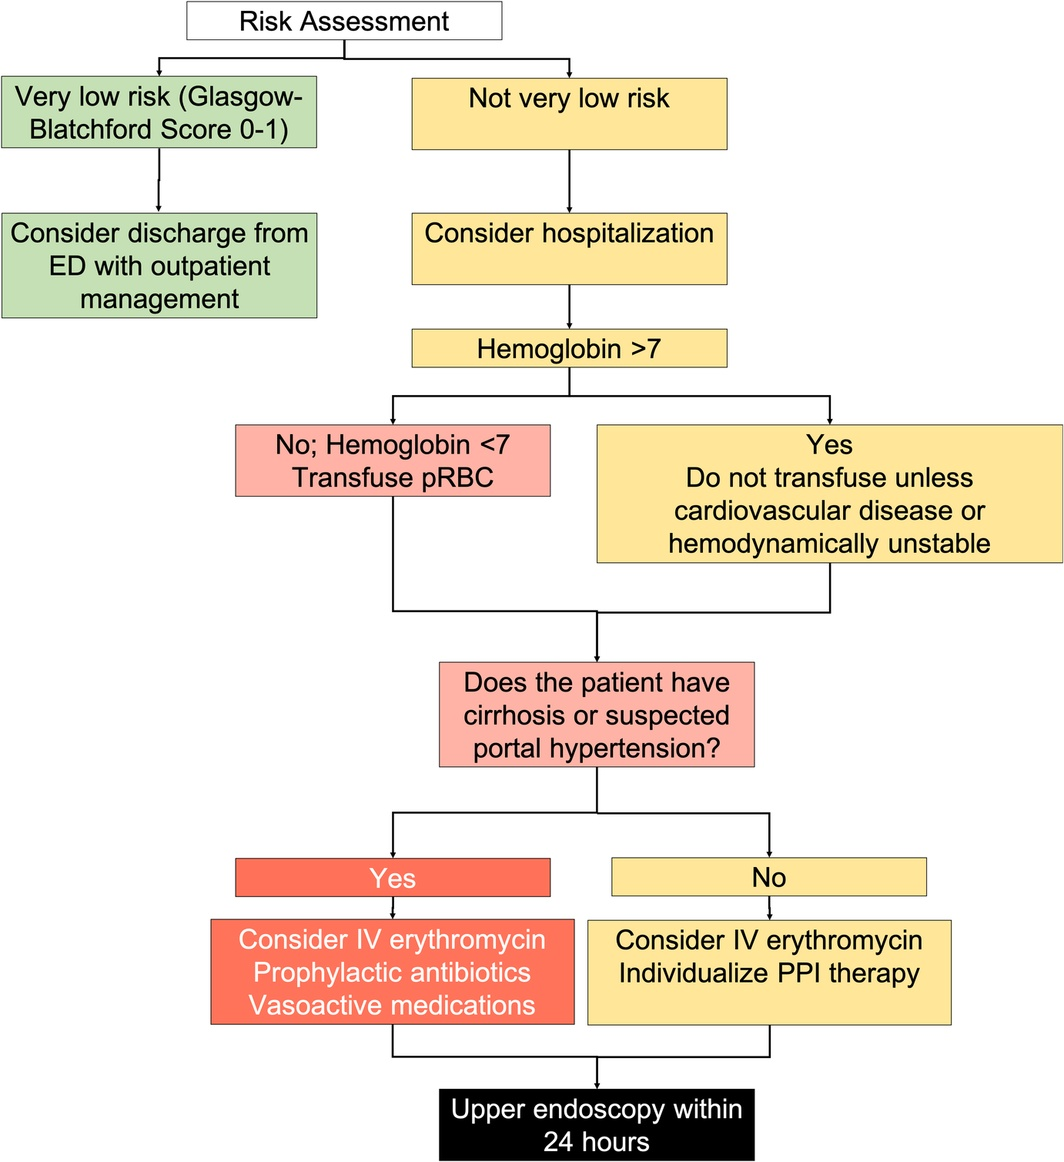 Risk Assessment
Very low risk (Glasgow-
Blatchford Score 0-1)
Not very low risk
Consider discharge from
ED with outpatient
management
Consider hospitalization
Hemoglobin >7
No; Hemoglobin <7
Transfuse pRBC
Yes
Do not transfuse unless
cardiovascular disease or
hemodynamically unstable
Does the patient have
cirrhosis or suspected
portal hypertension?
Yes
No
Consider IV erythromycin
Prophylactic antibiotics
Vasoactive medications
Consider IV erythromycin
Individualize PPI therapy
Upper endoscopy within
24 hours